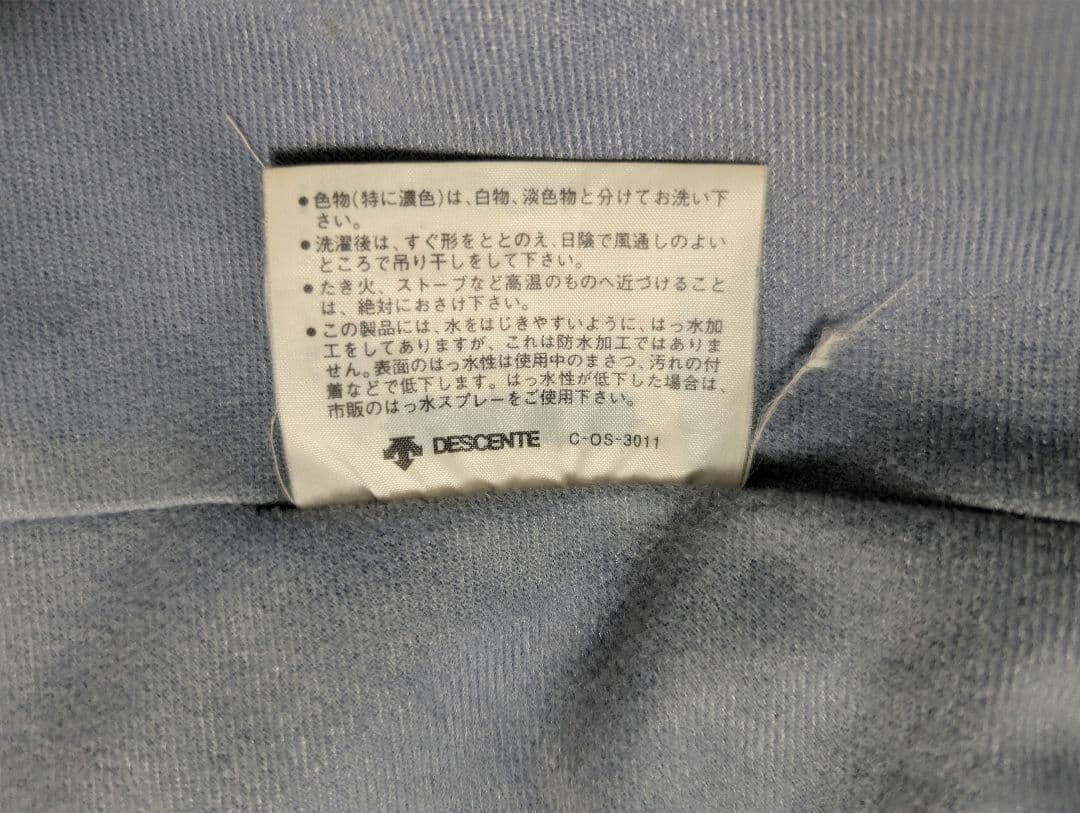 ●色物(特に濃色)は、白物、淡色物と分けてお洗い下
さい。
●洗濯後は、すぐ形をととのえ、日陰で風通しのよい
ところで吊り干しをして下さい。
●たき火、ストーブなど高温のものへ近づけること
は、絶対におさけ下さい。
●この製品には、水をはじきやすいように、はっ水加
工をしてありますが、これは防水加工ではありま
せん。表面のはっ水性は使用中のまさつ、汚れの付
着などで低下します。はっ水性が低下した場合は、
市販のはっ水スプレーをご使用下さい。
DESCENTE C-OS-3011